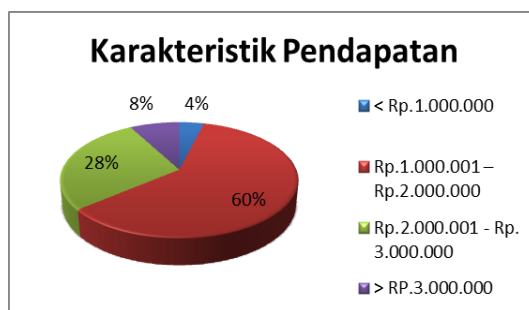 Karakteristik Pendapatan
8%
4%
28%
60%
< Rp.1.000.000
Rp.1.000.001 –
Rp.2.000.000
Rp.2.000.001 - Rp.
3.000.000
> RP.3.000.000